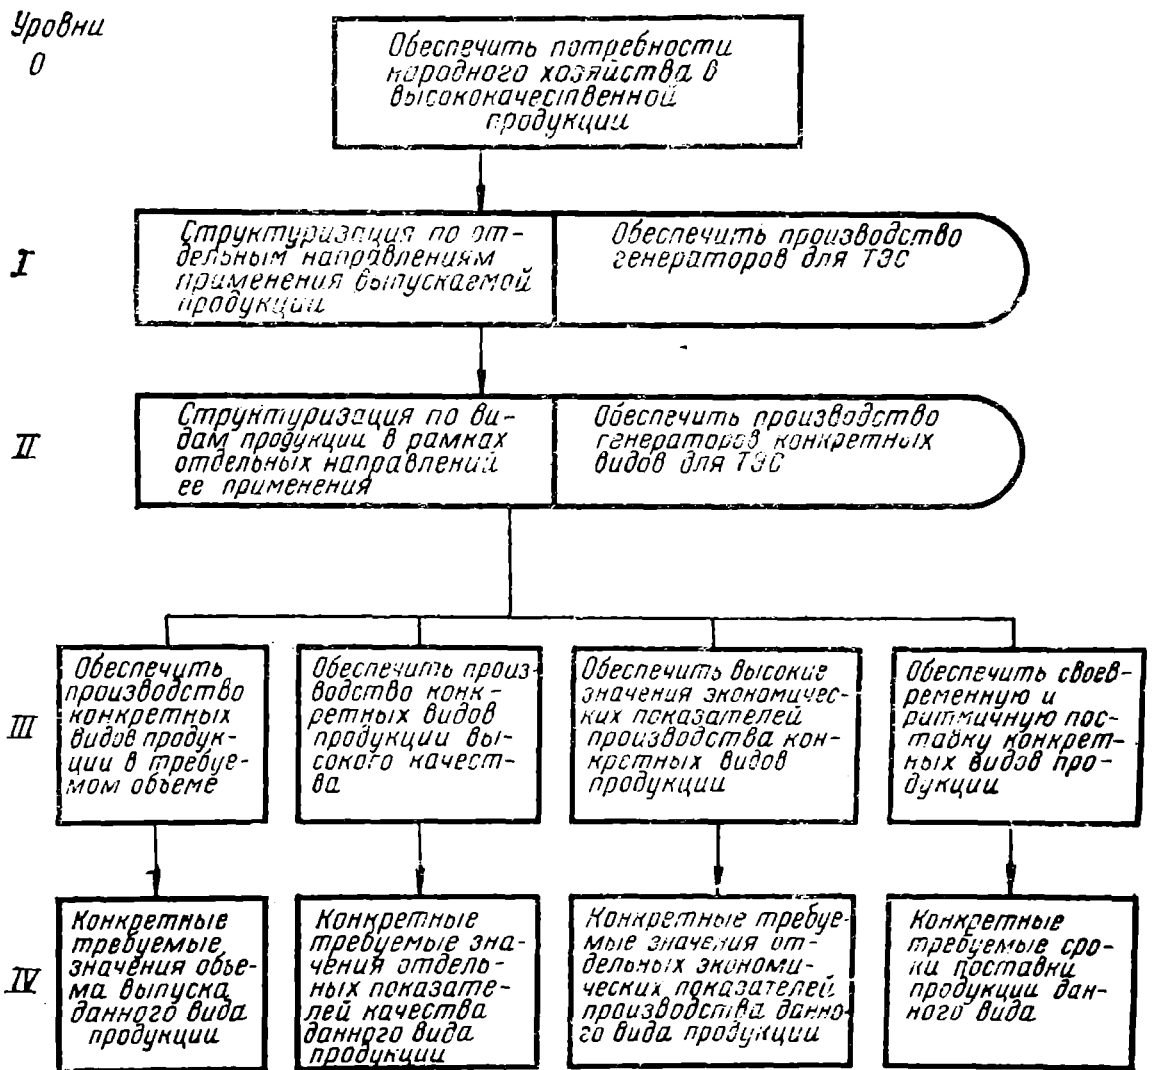 Уровни
0
Обеспечить потребности
народного хозяйства в
высококачественной
продукции
I
Структуризация по от-
дельным направлениям
применения выпускаемой
продукции
Обеспечить производство
генераторов для ТЭС
II
Структуризация по ви-
дам продукции в рамках
отдельных направлений
ее применения
Обеспечить производство
генераторов конкретных
видов для ТЭС
III
Обеспечить
производство
конкретных
видов продук-
ции в требуе-
мом объеме
Обеспечить произ-
водство конк-
ретных видов
продукции вы-
сокого качест-
ва
Обеспечить высокие
значения экономичес-
ких показателей
производства кон-
кретных видов
продукции
Обеспечить своев-
ременную и
ритмичную пос-
тавку конкрет-
ных видов про-
дукции
IV
Конкретные
требуемые
значения объе-
ма выпуска
данного вида
продукции
Конкретные
требуемые зна-
чения отдель-
ных показате-
лей качества
данного вида
продукции
Конкретные требуе-
мые значения от-
дельных экономи-
ческих показателей
производства данно-
го вида продукции
Конкретные
требуемые сро-
ки поставки
продукции дан-
ного вида